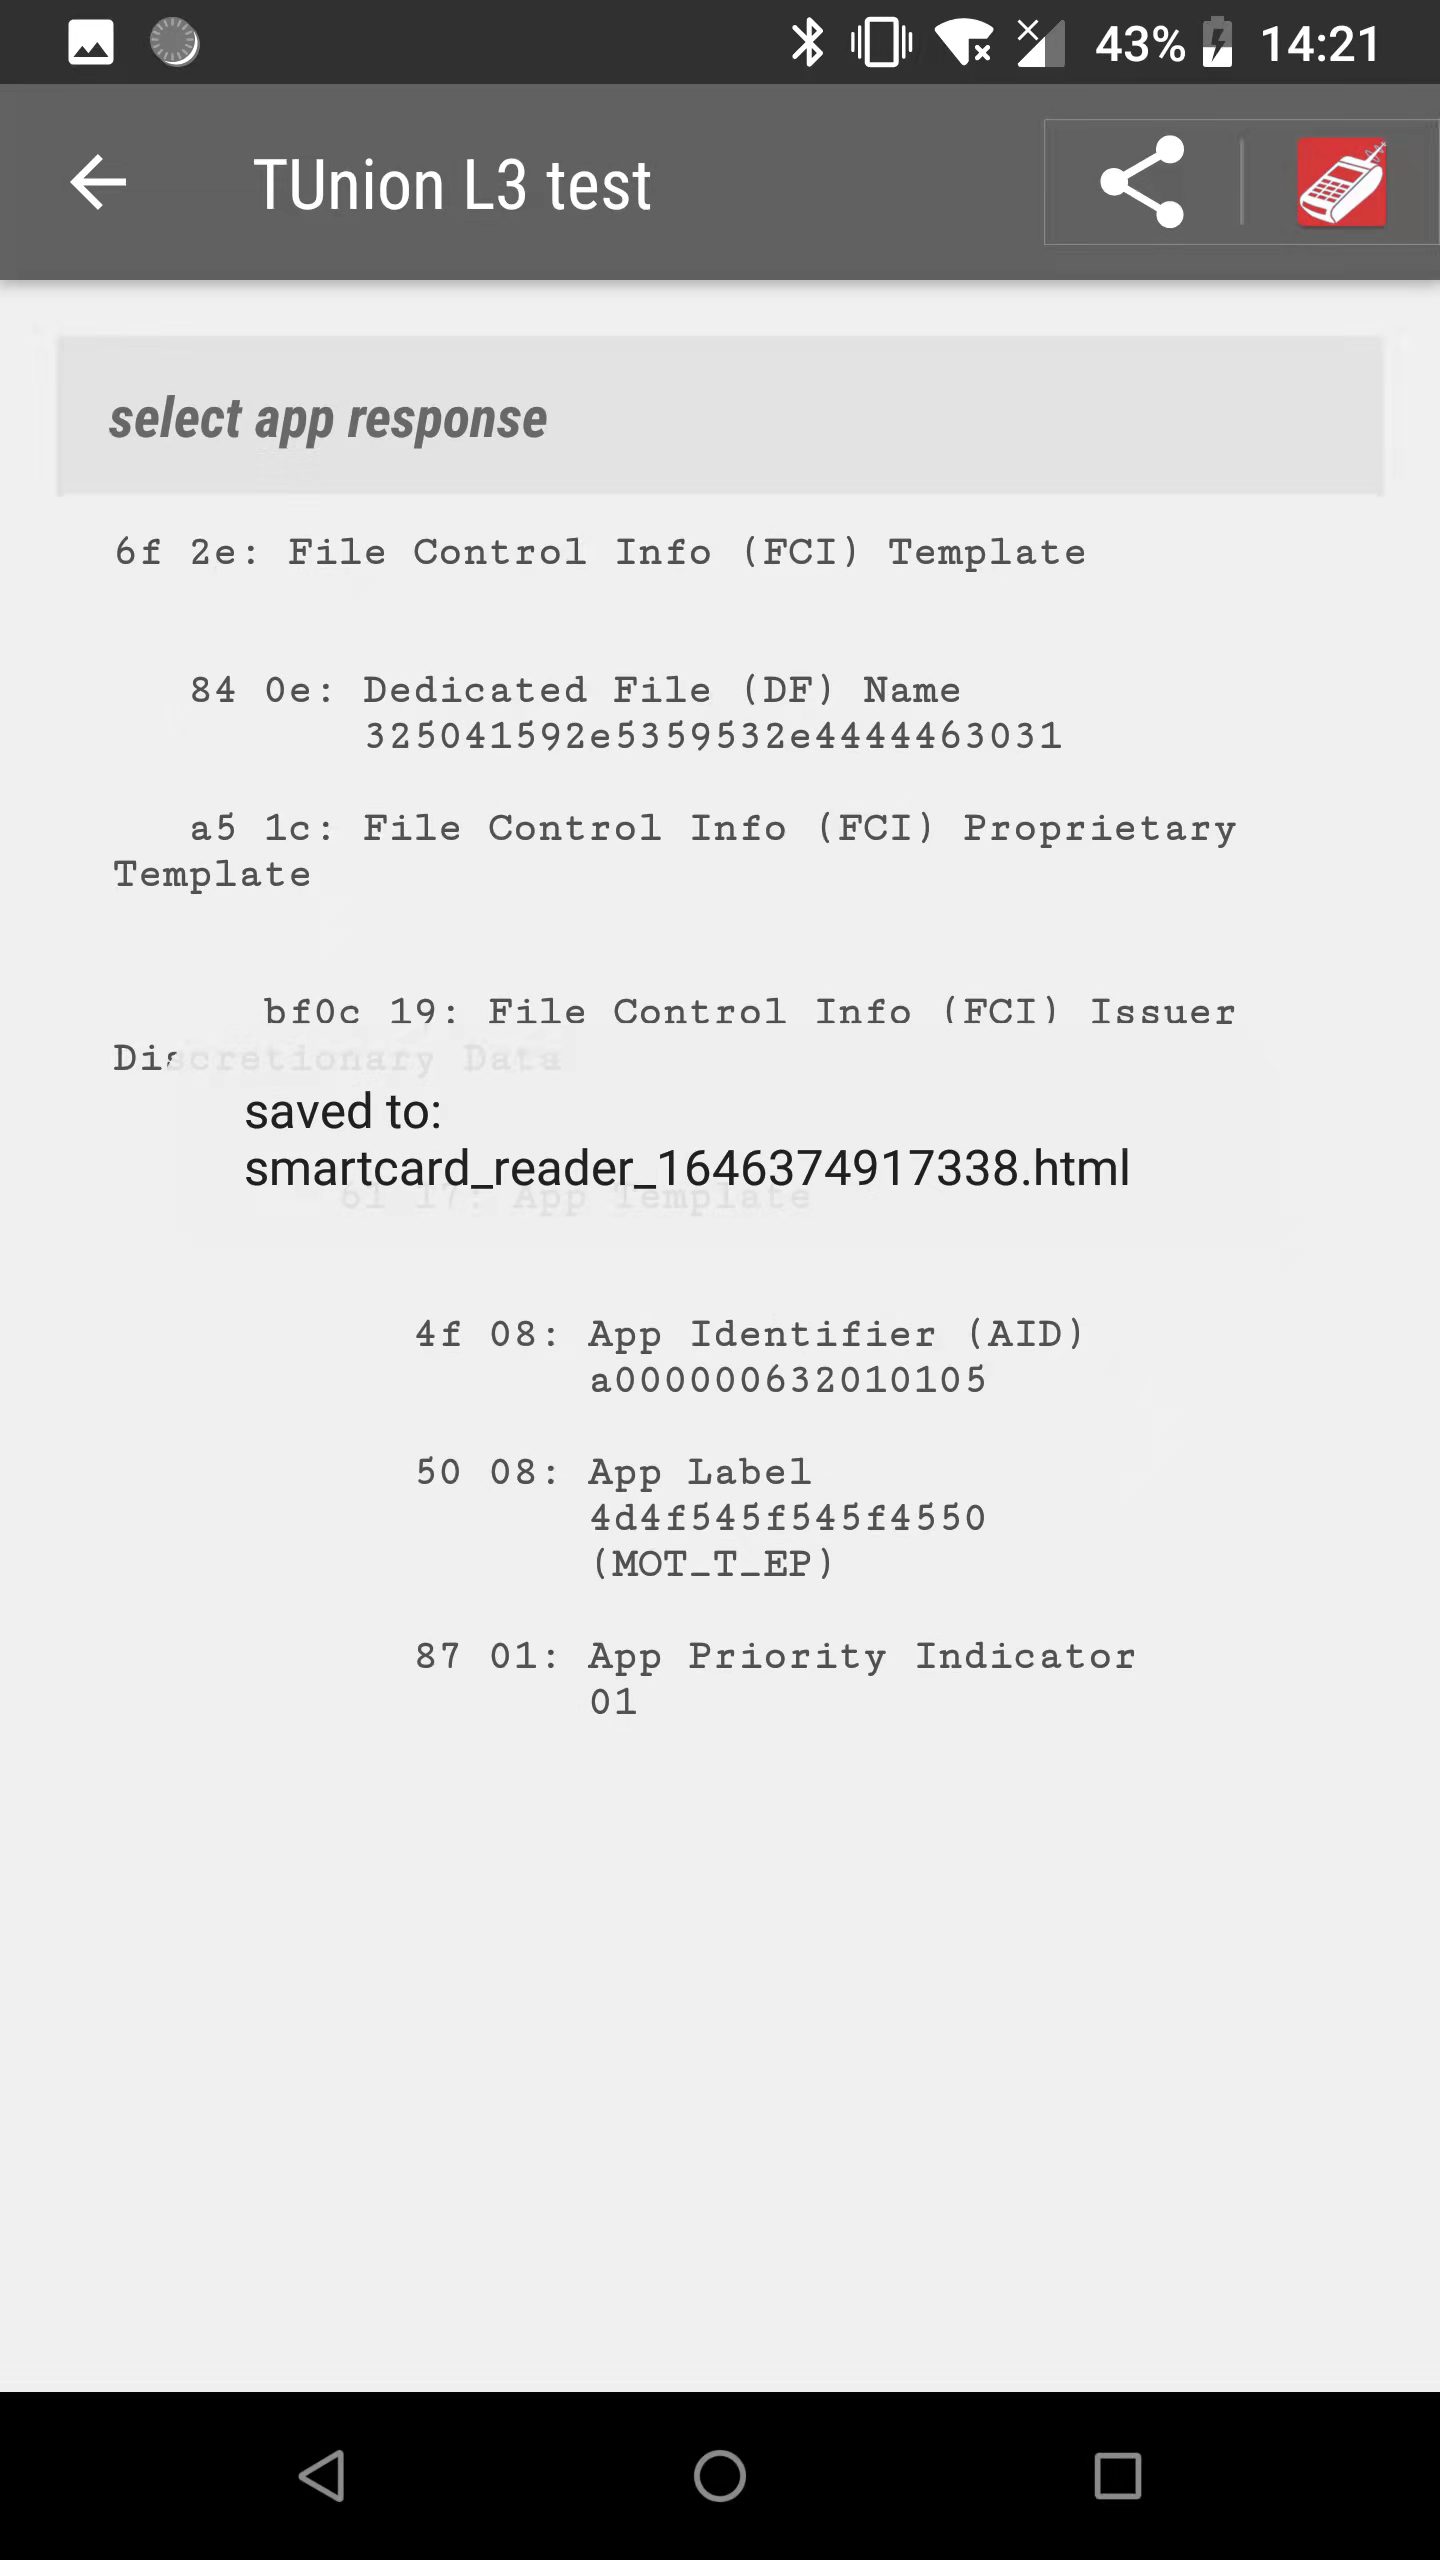 43% 14:21
TUnion L3 test
select app response
6f 2e: File Control Info (FCI) Template
84 0e: Dedicated File (DF) Name
325041592e5359532e4444463031
a5 1c: File Control Info (FCI) Proprietary
Template
bf0c 19: File Control Info (FCI) Issuer
Discretionary Data
saved to:
smartcard_reader_1646374917338.html
61 17: App Template
4f 08: App Identifier (AID)
a000000632010105
50 08: App Label
4d4f545f545f4550
(MOT_T_EP)
87 01: App Priority Indicator
01